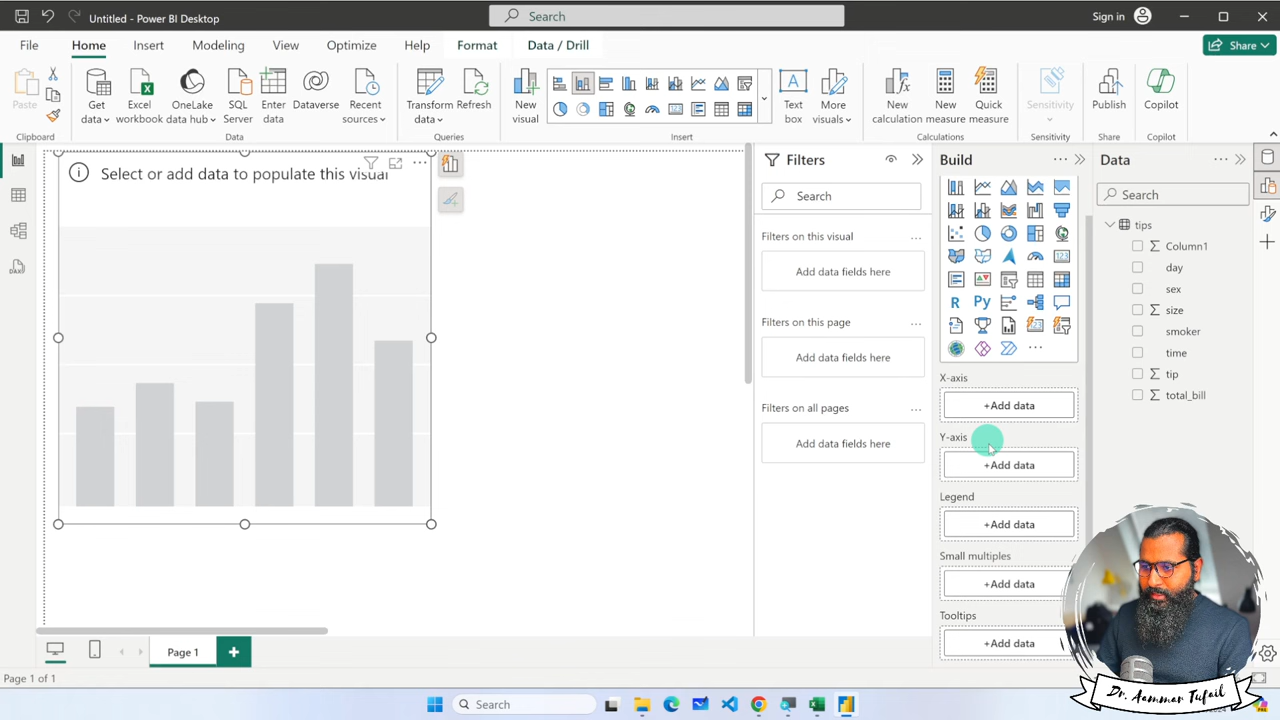 Untitled - Power BI Desktop
Search
Sign in
File
Home
Insert
Modeling
View
Optimize
Help
Format
Data / Drill
Share
Paste
Get data
Excel workbook
OneLake data hub
SQL Server
Enter data
Dataverse
Recent sources
Transform data
Refresh
New visual
Text box
More visuals
New calculation
New measure
Quick measure
Sensitivity
Publish
Copilot
Clipboard
Data
Queries
Insert
Calculations
Sensitivity
Share
Copilot
Select or add data to populate this visual
Filters
Search
Filters on this visual
Add data fields here
Filters on this page
Add data fields here
Filters on all pages
Add data fields here
Build
R
Py
X-axis
+Add data
Y-axis
+Add data
Legend
+Add data
Small multiples
+Add data
Tooltips
+Add data
Data
Search
tips
Column1
day
sex
size
smoker
time
tip
total_bill
Page 1
Page 1 of 1
Search
Dr. Aammar Tufail